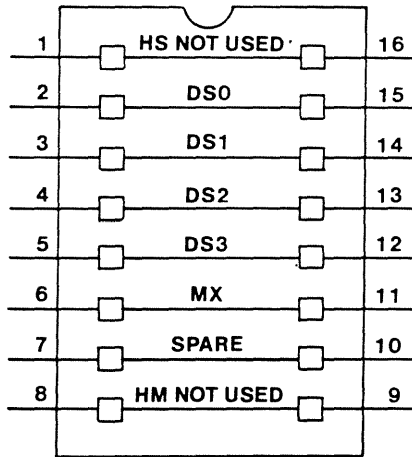 1 HS NOT USED 16
2 DS0 15
3 DS1 14
4 DS2 13
5 DS3 12
6 MX 11
7 SPARE 10
8 HM NOT USED 9